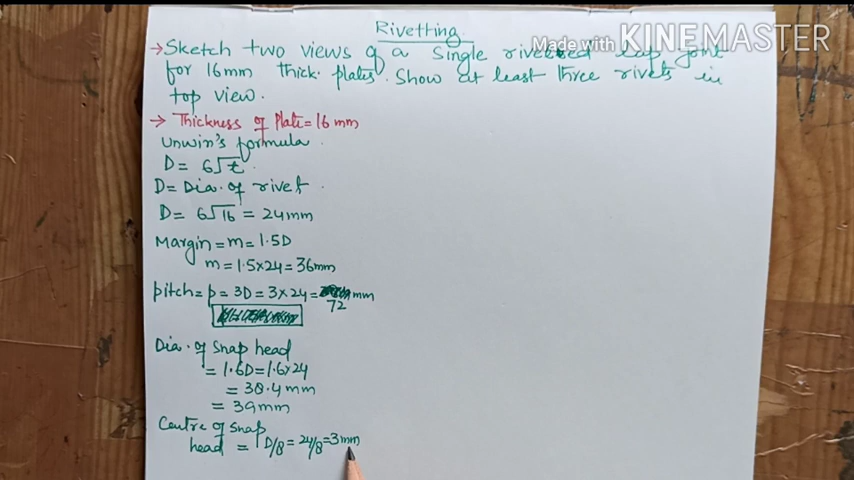 Rivetting
Made with KINEMASTER
→ Sketch two views of a single rivetted lap joint
for 16mm thick plates. Show at least three rivets in
top view.
→ Thickness of Plate = 16 mm
Unwin's formula
D = 6√t.
D = Dia. of rivet.
D = 6√16 = 24mm
Margin = m = 1.5D
m = 1.5×24 = 36mm
pitch = p = 3D = 3×24 = mm
72
Dia. of Snap head
= 1.6D = 1.6×24
= 38.4mm
= 39mm
Centre of Snap
head = D/8 = 24/8 = 3mm